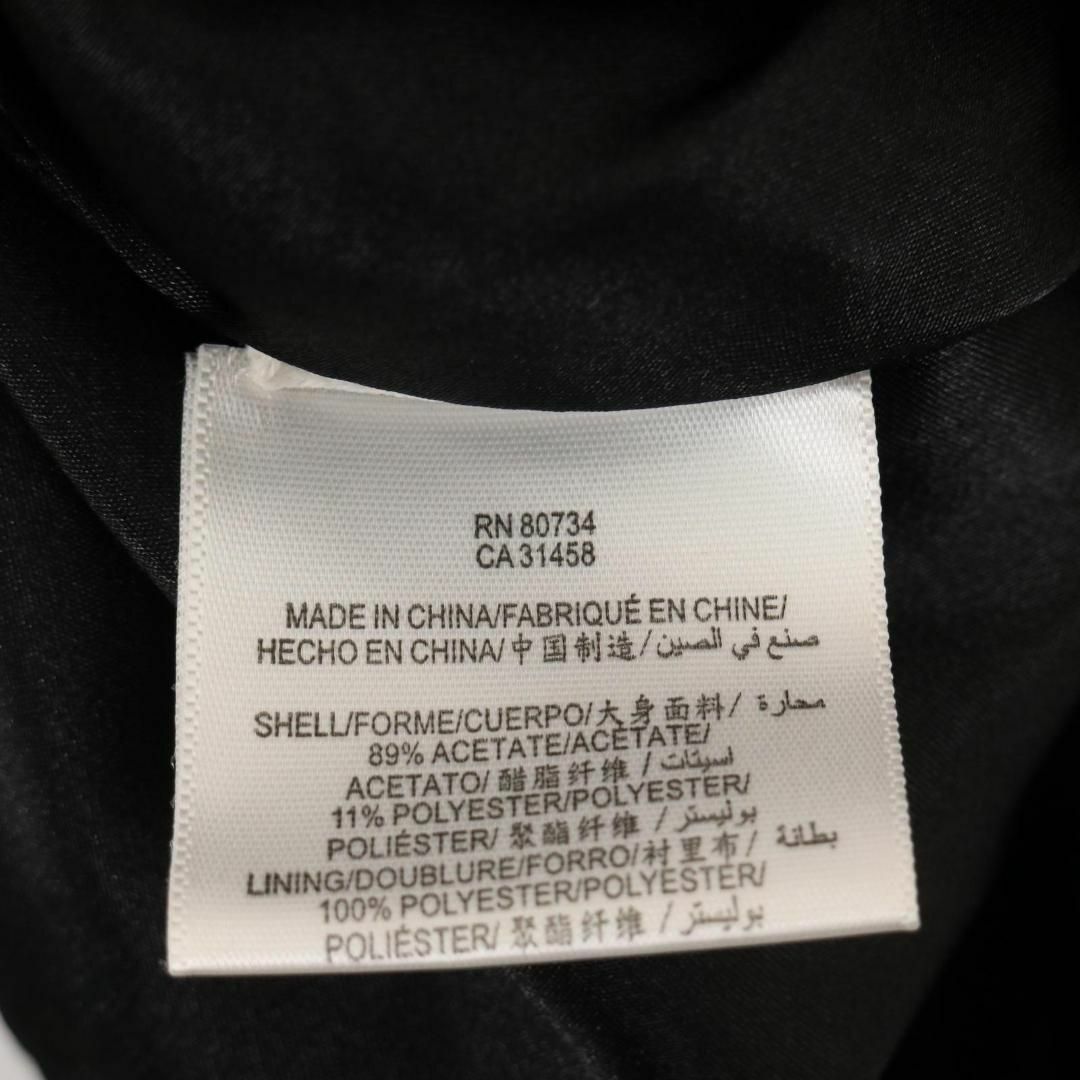 RN 80734
CA 31458
MADE IN CHINA/FABRIQUÉ EN CHINE/
HECHO EN CHINA/中国制造/صنع في الصين
SHELL/FORME/CUERPO/大身面料/ محارة
89% ACETATE/ACÉTATE/
ACETATO/ 醋脂纤维 / اسيتات
11% POLYESTER/POLYESTER/
POLIÉSTER/ 聚酯纤维 / بوليستر
LINING/DOUBLURE/FORRO/衬里布/ بطانة
100% POLYESTER/POLYESTER/
POLIÉSTER/ 聚酯纤维 / بوليستر